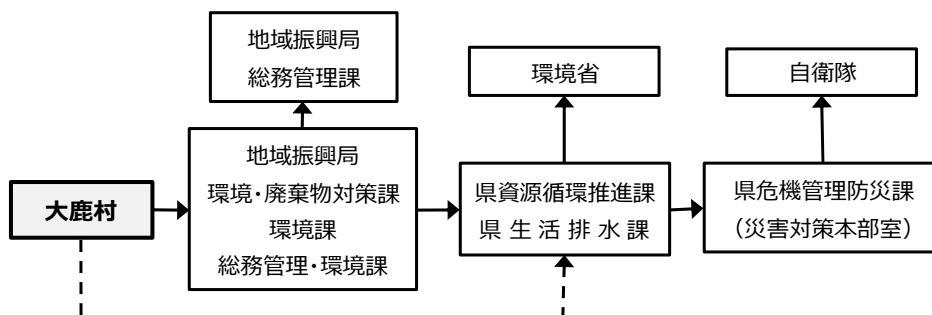 地域振興局
総務管理課
環境省
自衛隊
大鹿村
地域振興局
環境・廃棄物対策課
環境課
総務管理・環境課
県資源循環推進課
県生活排水課
県危機管理防災課
（災害対策本部室）